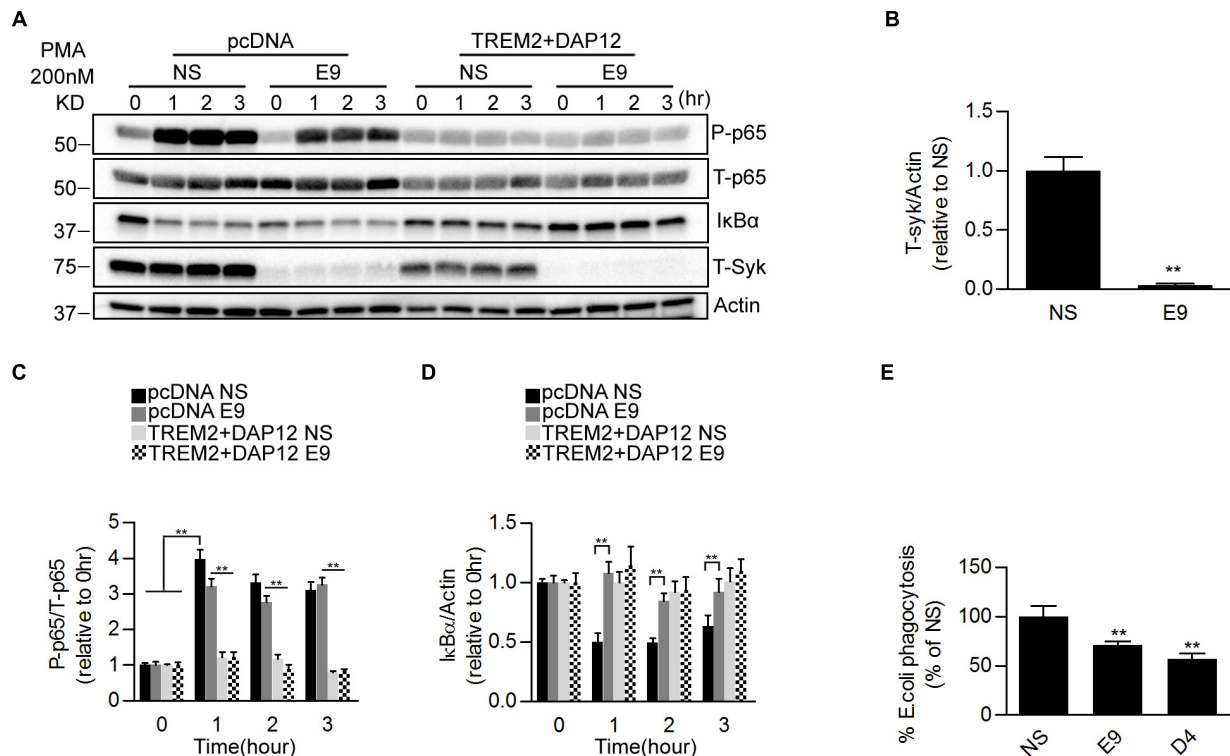 A
PMA
200nM
KD
pcDNA
TREM2+DAP12
NS
E9
NS
E9
0 1 2 3 0 1 2 3 0 1 2 3 0 1 2 3 (hr)
50
P-p65
50
T-p65
37
IκBα
75
T-Syk
37
Actin
B
T-syk/Actin
(relative to NS)
1.5
1.0
0.5
0.0
**
NS
E9
C
pcDNA NS
pcDNA E9
TREM2+DAP12 NS
TREM2+DAP12 E9
P-p65/T-p65
(relative to 0hr)
5
4
3
2
1
0
**
**
**
**
0 1 2 3
Time(hour)
D
pcDNA NS
pcDNA E9
TREM2+DAP12 NS
TREM2+DAP12 E9
IκBα/Actin
(relative to 0hr)
1.5
1.0
0.5
0.0
**
**
**
0 1 2 3
Time(hour)
E
% E.coli phagocytosis
(% of NS)
150
100
50
0
**
**
NS
E9
D4